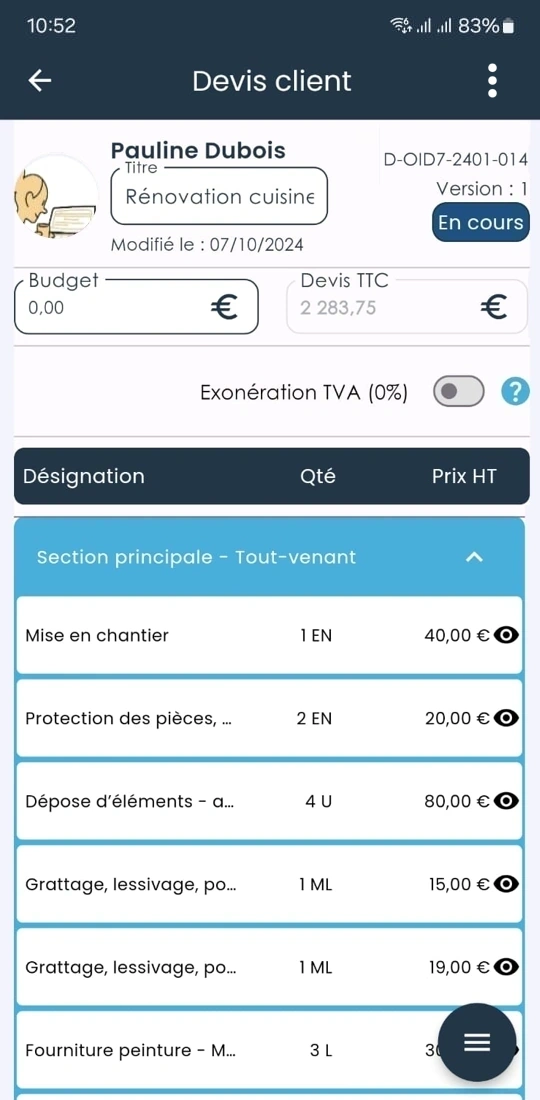 10:52 83%
Devis client
Pauline Dubois
D-OID7-2401-014
Titre
Rénovation cuisine
Version : 1
En cours
Modifié le : 07/10/2024
Budget
0,00 €
Devis TTC
2 283,75 €
Exonération TVA (0%) ?
Désignation Qté Prix HT
Section principale - Tout-venant
Mise en chantier 1 EN 40,00 €
Protection des pièces, ... 2 EN 20,00 €
Dépose d’éléments - a... 4 U 80,00 €
Grattage, lessivage, po... 1 ML 15,00 €
Grattage, lessivage, po... 1 ML 19,00 €
Fourniture peinture - M... 3 L